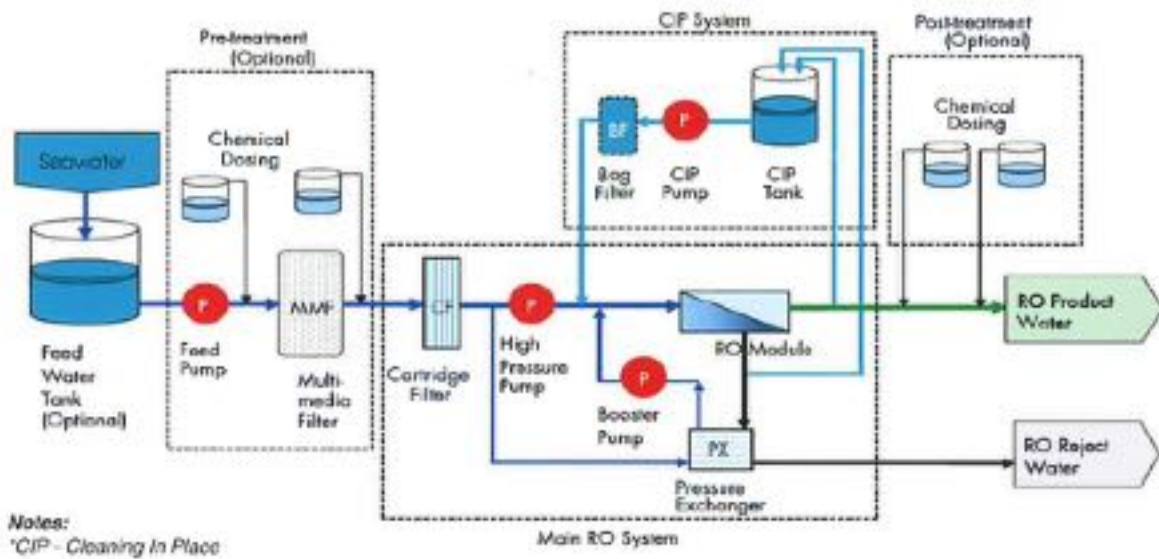 CIP System
Pre-treatment
(Optional)
Post-treatment
(Optional)
Chemical
Dosing
Chemical
Dosing
Seawater
BF
P
Bag
Filter
CIP
Pump
CIP
Tank
P
MMF
CF
P
RO Product
Water
Feed
Water
Tank
(Optional)
Feed
Pump
Multi-
media
Filter
Cartridge
Filter
High
Pressure
Pump
RO Module
P
Booster
Pump
PX
Pressure
Exchanger
RO Reject
Water
Main RO System
Notes:
*CIP - Cleaning In Place